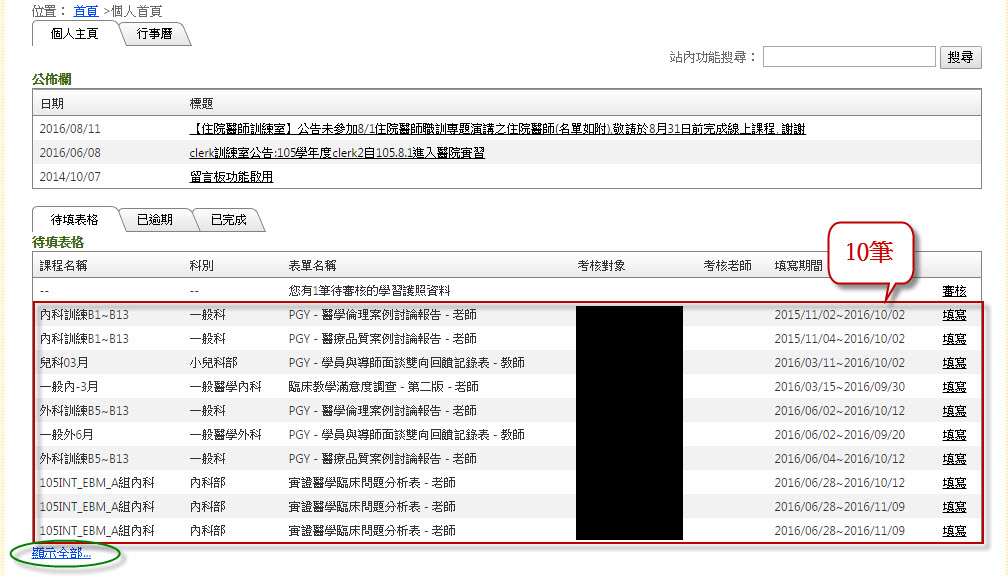 位置： 首頁 >個人首頁
個人主頁 行事曆
站內功能搜尋： 搜尋
公佈欄
日期 標題
2016/08/11 【住院醫師訓練室】公告未參加8/1住院醫師職訓專題演講之住院醫師(名單如附),敬請於8月31日前完成線上課程,謝謝
2016/06/08 clerk訓練室公告:105學年度clerk2自105.8.1進入醫院實習
2014/10/07 留言板功能啟用
待填表格 已逾期 已完成
待填表格
10筆
課程名稱 科別 表單名稱 考核對象 考核老師 填寫期間
-- -- 您有1筆待審核的學習護照資料 審核
內科訓練B1~B13 一般科 PGY - 醫學倫理案例討論報告 - 老師 2015/11/02~2016/10/02 填寫
內科訓練B1~B13 一般科 PGY - 醫療品質案例討論報告 - 老師 2015/11/04~2016/10/02 填寫
兒科03月 小兒科部 PGY - 學員與導師面談雙向回饋記錄表 - 教師 2016/03/11~2016/10/02 填寫
一般內-3月 一般醫學內科 臨床教學滿意度調查 - 第二版 - 老師 2016/03/15~2016/09/30 填寫
外科訓練B5~B13 一般科 PGY - 醫學倫理案例討論報告 - 老師 2016/06/02~2016/10/12 填寫
一般外6月 一般醫學外科 PGY - 學員與導師面談雙向回饋記錄表 - 教師 2016/06/02~2016/09/20 填寫
外科訓練B5~B13 一般科 PGY - 醫療品質案例討論報告 - 老師 2016/06/04~2016/10/12 填寫
105INT_EBM_A組內科 內科部 實證醫學臨床問題分析表 - 老師 2016/06/28~2016/10/12 填寫
105INT_EBM_A組內科 內科部 實證醫學臨床問題分析表 - 老師 2016/06/28~2016/11/09 填寫
105INT_EBM_A組內科 內科部 實證醫學臨床問題分析表 - 老師 2016/06/28~2016/11/09 填寫
顯示全部...